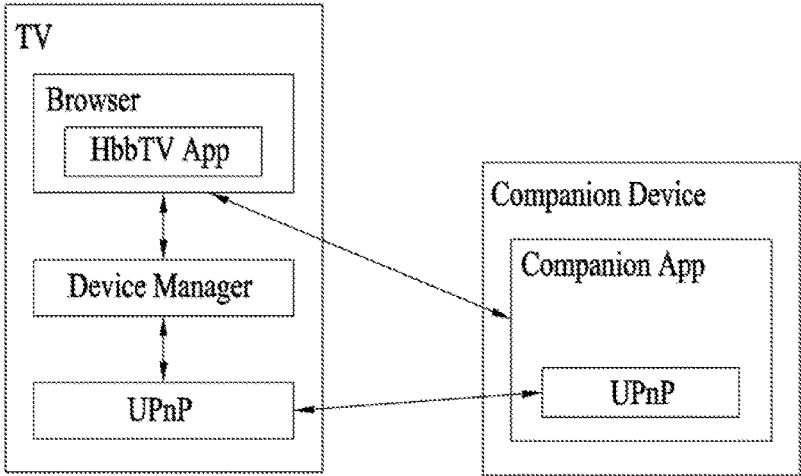 TV
Browser
HbbTV App
Device Manager
UPnP
Companion Device
Companion App
UPnP